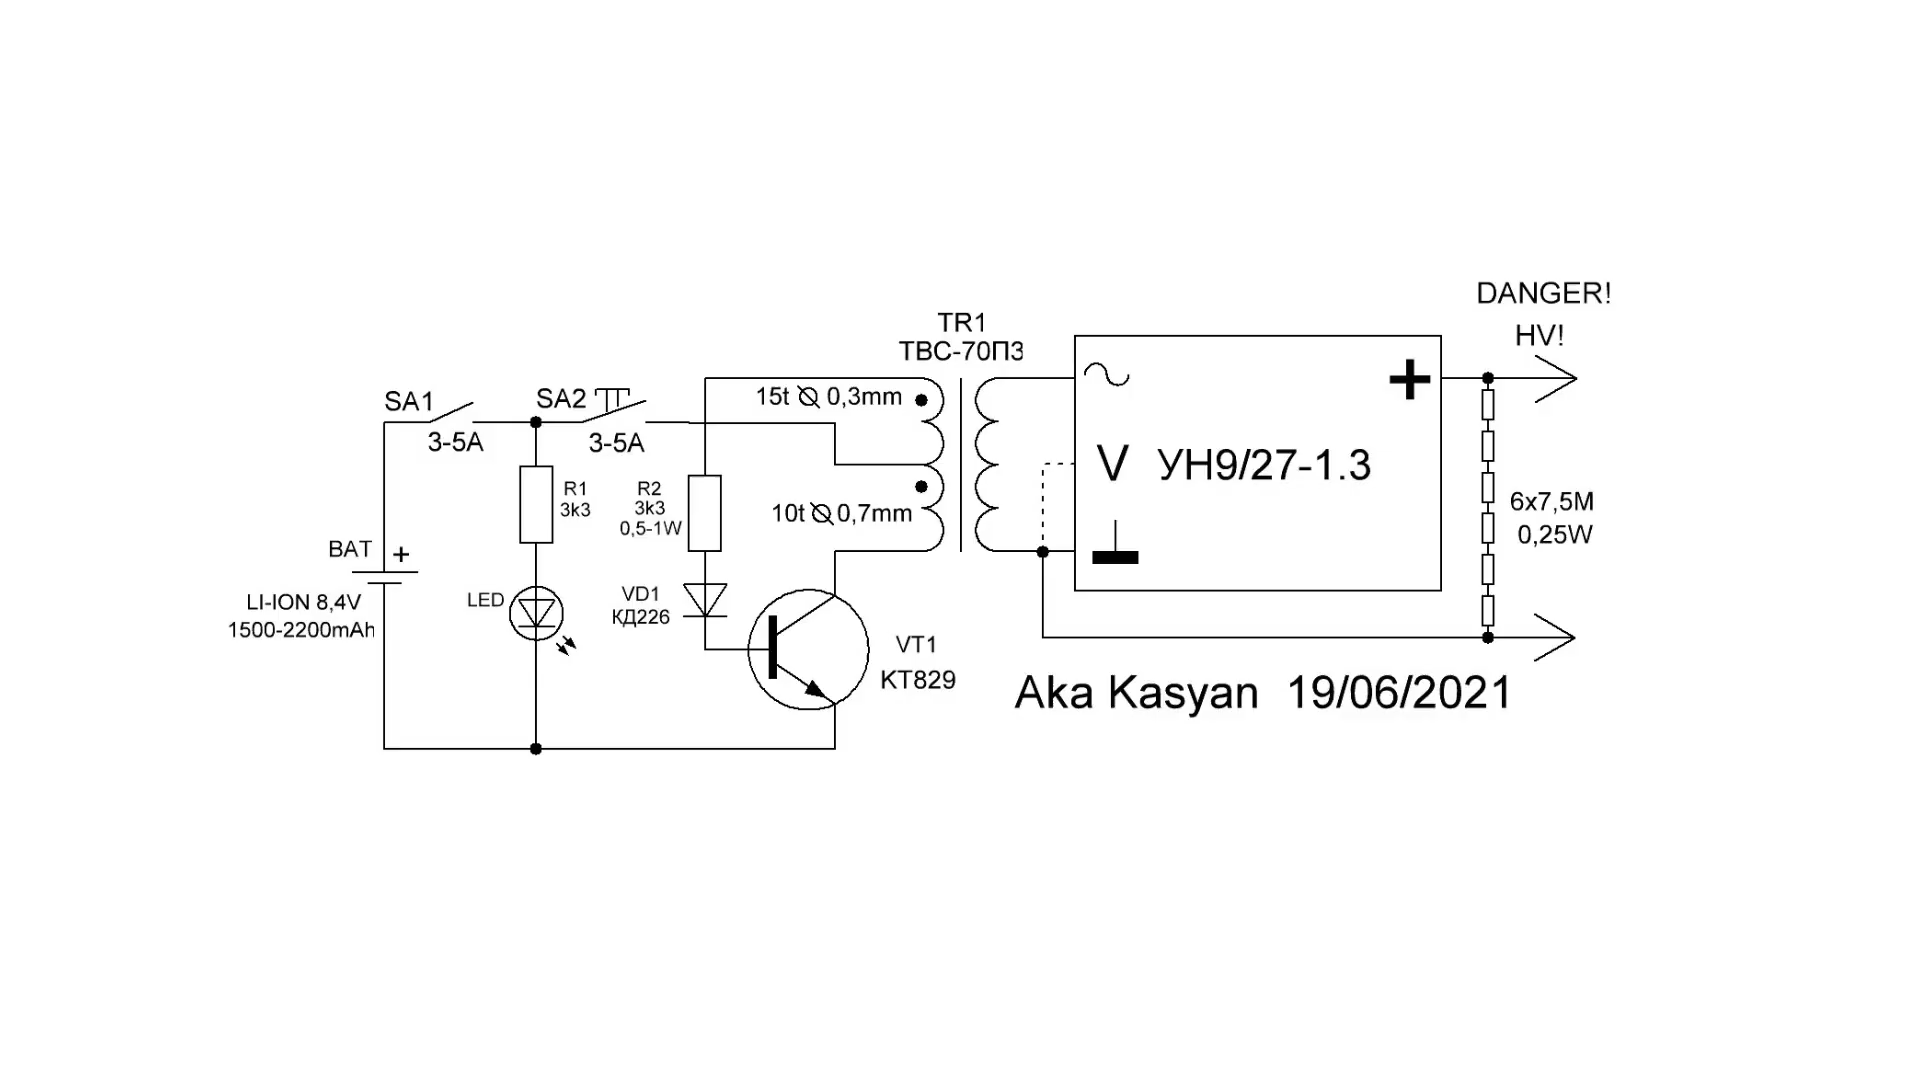 DANGER!
HV!
TR1
ТВС-70П3
15t Ø 0,3mm
SA1
3-5A
SA2
3-5A
R1
3k3
R2
3k3
0,5-1W
10t Ø 0,7mm
V УН9/27-1.3
6x7,5M
0,25W
BAT +
LI-ION 8,4V
1500-2200mAh
LED
VD1
КД226
VT1
KT829
Aka Kasyan 19/06/2021